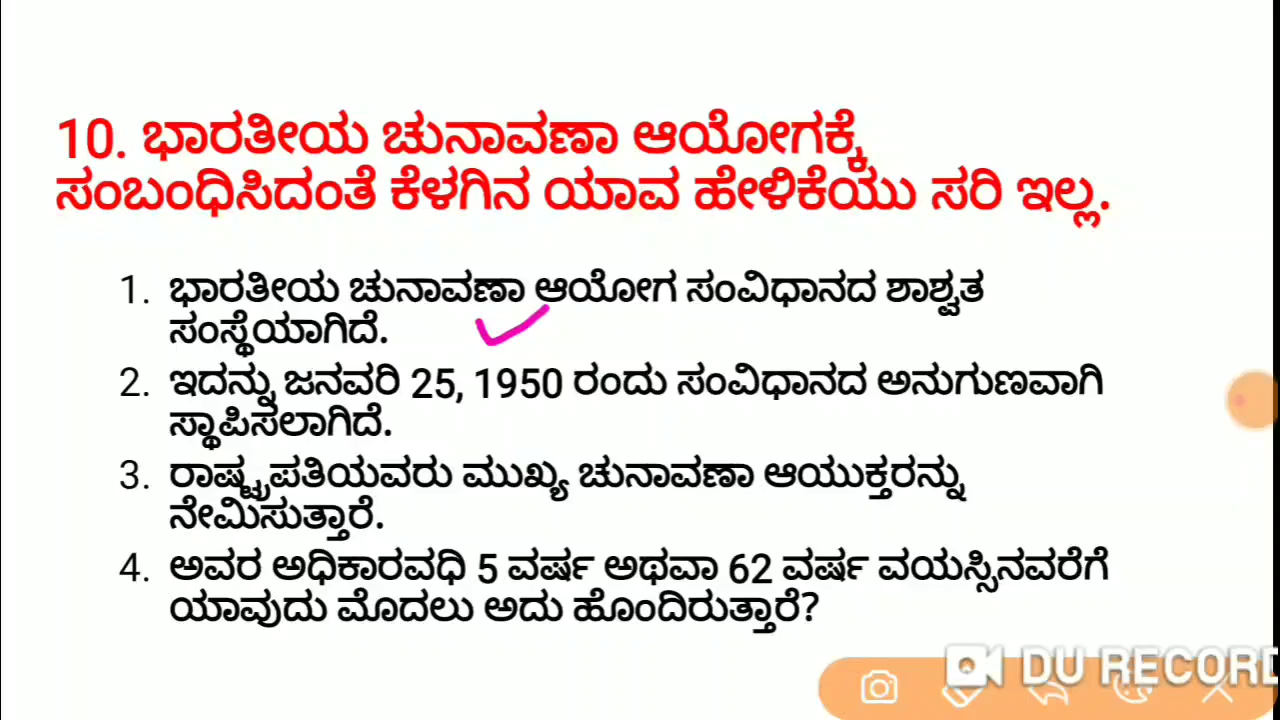 10. ಭಾರತೀಯ ಚುನಾವಣಾ ಆಯೋಗಕ್ಕೆ
ಸಂಬಂಧಿಸಿದಂತೆ ಕೆಳಗಿನ ಯಾವ ಹೇಳಿಕೆಯು ಸರಿ ಇಲ್ಲ.
1. ಭಾರತೀಯ ಚುನಾವಣಾ ಆಯೋಗ ಸಂವಿಧಾನದ ಶಾಶ್ವತ
ಸಂಸ್ಥೆಯಾಗಿದೆ.
2. ಇದನ್ನು ಜನವರಿ 25, 1950 ರಂದು ಸಂವಿಧಾನದ ಅನುಗುಣವಾಗಿ
ಸ್ಥಾಪಿಸಲಾಗಿದೆ.
3. ರಾಷ್ಟ್ರಪತಿಯವರು ಮುಖ್ಯ ಚುನಾವಣಾ ಆಯುಕ್ತರನ್ನು
ನೇಮಿಸುತ್ತಾರೆ.
4. ಅವರ ಅಧಿಕಾರವಧಿ 5 ವರ್ಷ ಅಥವಾ 62 ವರ್ಷ ವಯಸ್ಸಿನವರೆಗೆ
ಯಾವುದು ಮೊದಲು ಅದು ಹೊಂದಿರುತ್ತಾರೆ?
DU RECORD